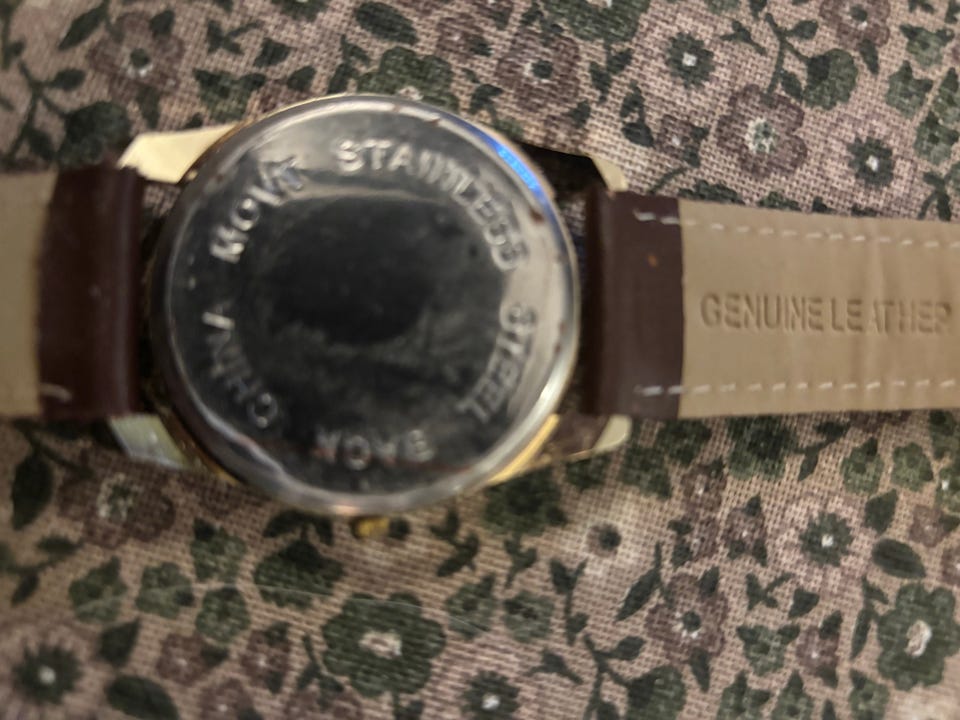 CHINA MOVT STAINLESS STEEL BACK
GENUINE LEATHER